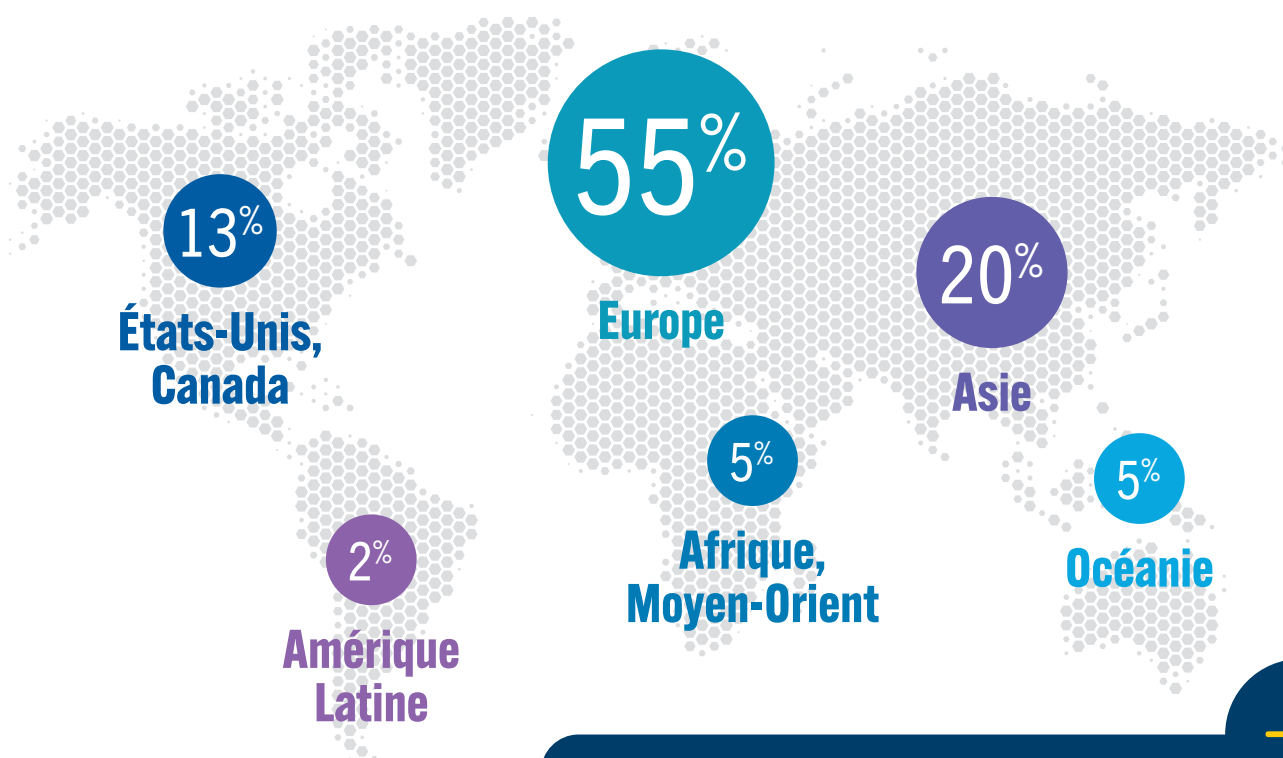 55%
13%
États-Unis,
Canada
Europe
20%
Asie
5%
Afrique,
Moyen-Orient
5%
Océanie
2%
Amérique
Latine